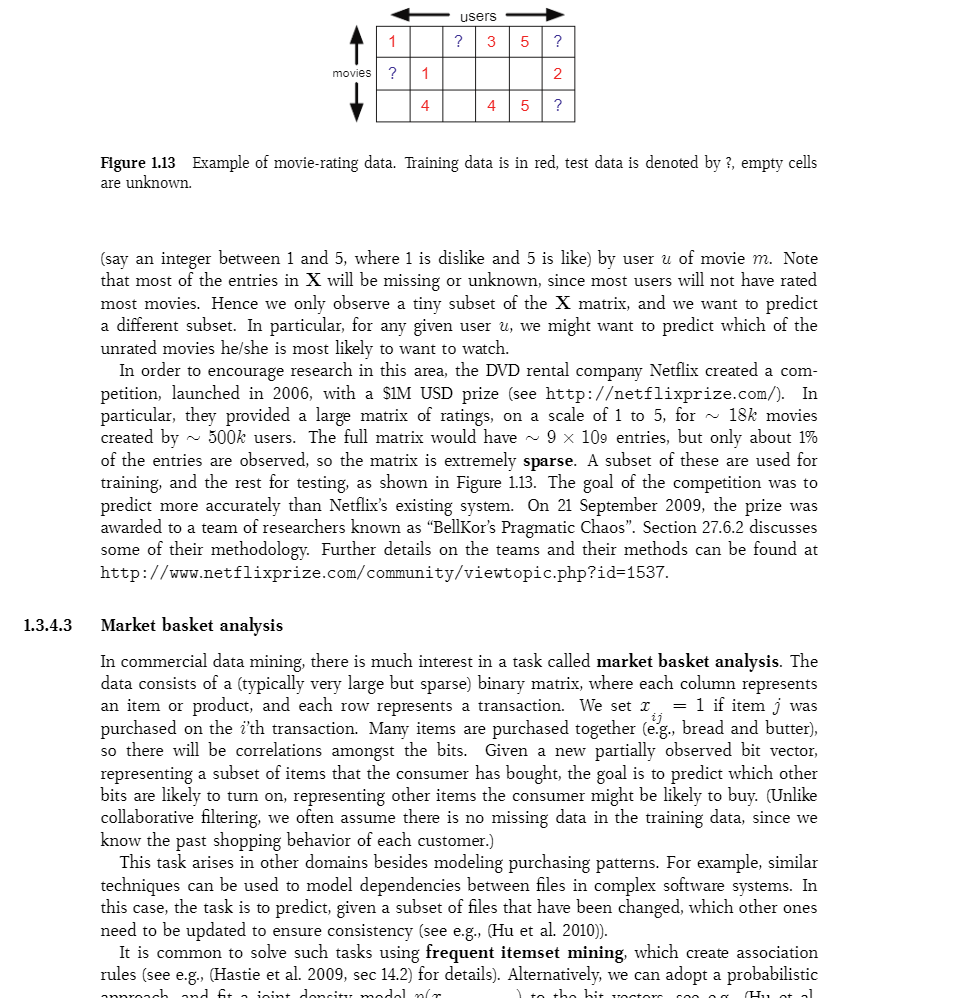 users
1 ? 3 5 ?
movies ? 1 2
4 4 5 ?
Figure 1.13 Example of movie-rating data. Training data is in red, test data is denoted by ?, empty cells
are unknown.
(say an integer between 1 and 5, where 1 is dislike and 5 is like) by user u of movie m. Note
that most of the entries in X will be missing or unknown, since most users will not have rated
most movies. Hence we only observe a tiny subset of the X matrix, and we want to predict
a different subset. In particular, for any given user u, we might want to predict which of the
unrated movies he/she is most likely to want to watch.
In order to encourage research in this area, the DVD rental company Netflix created a com-
petition, launched in 2006, with a $1M USD prize (see http://netflixprize.com/). In
particular, they provided a large matrix of ratings, on a scale of 1 to 5, for ~ 18k movies
created by ~ 500k users. The full matrix would have ~ 9 × 109 entries, but only about 1%
of the entries are observed, so the matrix is extremely sparse. A subset of these are used for
training, and the rest for testing, as shown in Figure 1.13. The goal of the competition was to
predict more accurately than Netflix's existing system. On 21 September 2009, the prize was
awarded to a team of researchers known as “BellKor's Pragmatic Chaos”. Section 27.6.2 discusses
some of their methodology. Further details on the teams and their methods can be found at
http://www.netflixprize.com/community/viewtopic.php?id=1537.
1.3.4.3 Market basket analysis
In commercial data mining, there is much interest in a task called market basket analysis. The
data consists of a (typically very large but sparse) binary matrix, where each column represents
an item or product, and each row represents a transaction. We set x_ij = 1 if item j was
purchased on the i'th transaction. Many items are purchased together (e.g., bread and butter),
so there will be correlations amongst the bits. Given a new partially observed bit vector,
representing a subset of items that the consumer has bought, the goal is to predict which other
bits are likely to turn on, representing other items the consumer might be likely to buy. (Unlike
collaborative filtering, we often assume there is no missing data in the training data, since we
know the past shopping behavior of each customer.)
This task arises in other domains besides modeling purchasing patterns. For example, similar
techniques can be used to model dependencies between files in complex software systems. In
this case, the task is to predict, given a subset of files that have been changed, which other ones
need to be updated to ensure consistency (see e.g., (Hu et al. 2010)).
It is common to solve such tasks using frequent itemset mining, which create association
rules (see e.g., (Hastie et al. 2009, sec 14.2) for details). Alternatively, we can adopt a probabilistic
approach, and fit a joint density model to the bit vectors, see e.g., (Hu et al.